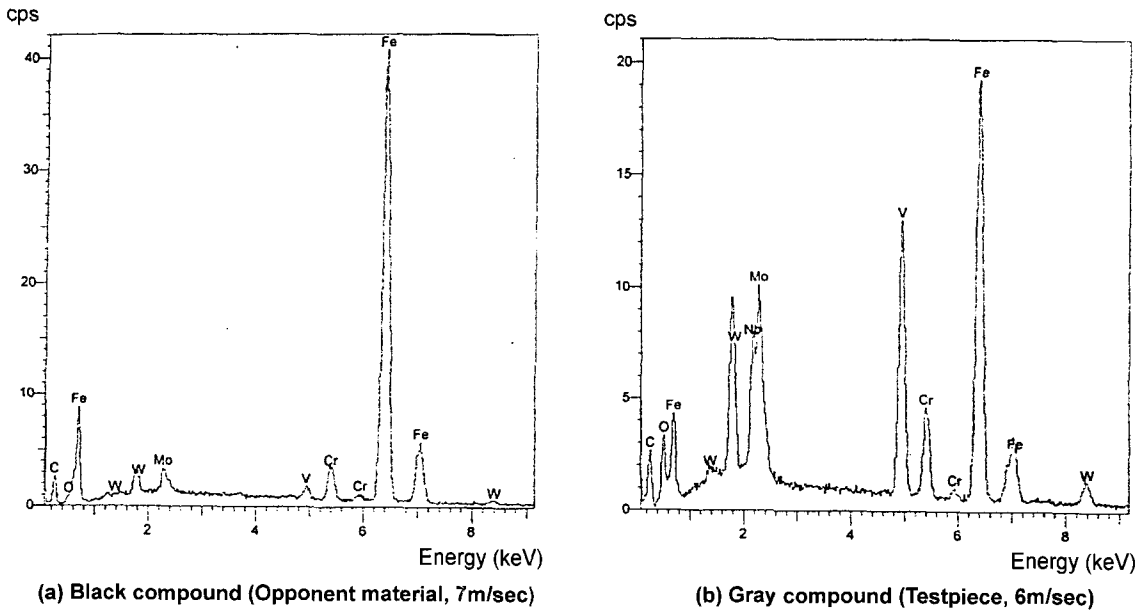 cps
Fe
40
30
20
10
0
C
O
Fe
W
W
Mo
V
Cr
Cr
Fe
W
2
4
6
8
Energy (keV)
(a) Black compound (Opponent material, 7m/sec)
cps
20
15
10
5
0
C
O
Fe
W
W
Nb
Mo
V
Cr
Cr
Fe
Fe
W
2
4
6
8
Energy (keV)
(b) Gray compound (Testpiece, 6m/sec)